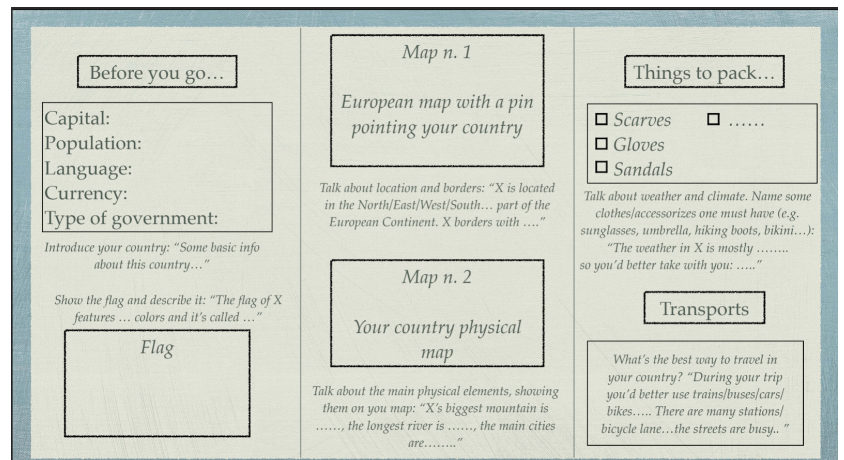 Before you go…
Capital:
Population:
Language:
Currency:
Type of government:
Introduce your country: “Some basic info
about this country…”
Show the flag and describe it: “The flag of X
features … colors and it’s called …”
Flag
Map n. 1
European map with a pin
pointing your country
Talk about location and borders: “X is located
in the North/East/West/South… part of the
European Continent. X borders with ….”
Map n. 2
Your country physical
map
Talk about the main physical elements, showing
them on you map: “X’s biggest mountain is
……, the longest river is ……, the main cities
are……..”
Things to pack…
Scarves ……
Gloves
Sandals
Talk about weather and climate. Name some
clothes/accessorizes one must have (e.g.
sunglasses, umbrella, hiking boots, bikini…):
“The weather in X is mostly ……..
so you’d better take with you: …..”
Transports
What’s the best way to travel in
your country? “During your trip
you’d better use trains/buses/cars/
bikes….. There are many stations/
bicycle lane…the streets are busy.. ”